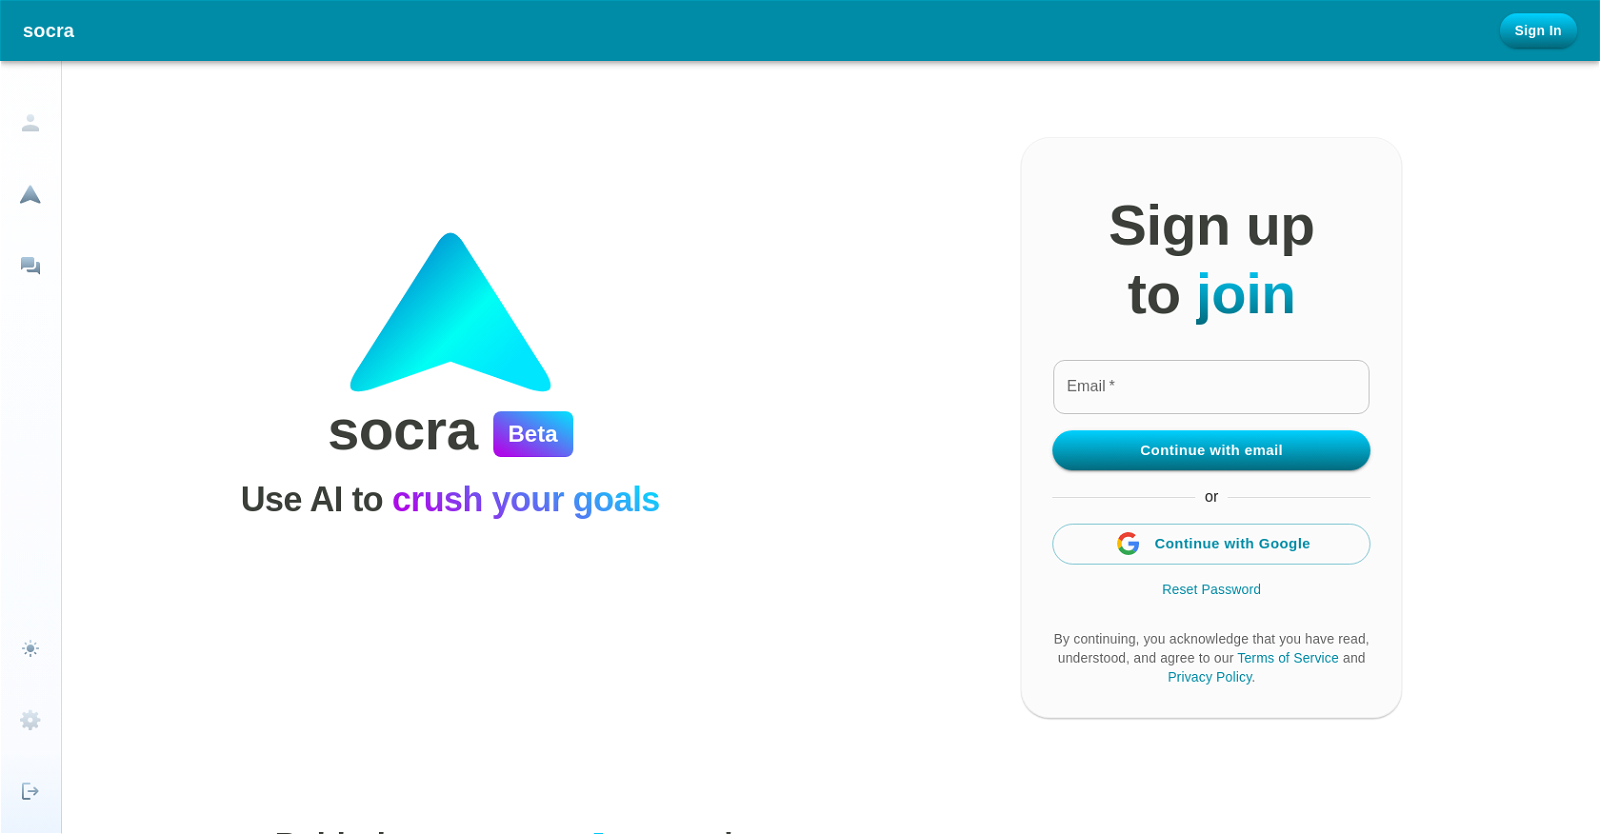 socra
Sign In
socra Beta
Use AI to crush your goals
Sign up
to join
Email *
Continue with email
or
Continue with Google
Reset Password
By continuing, you acknowledge that you have read,
understood, and agree to our Terms of Service and
Privacy Policy.